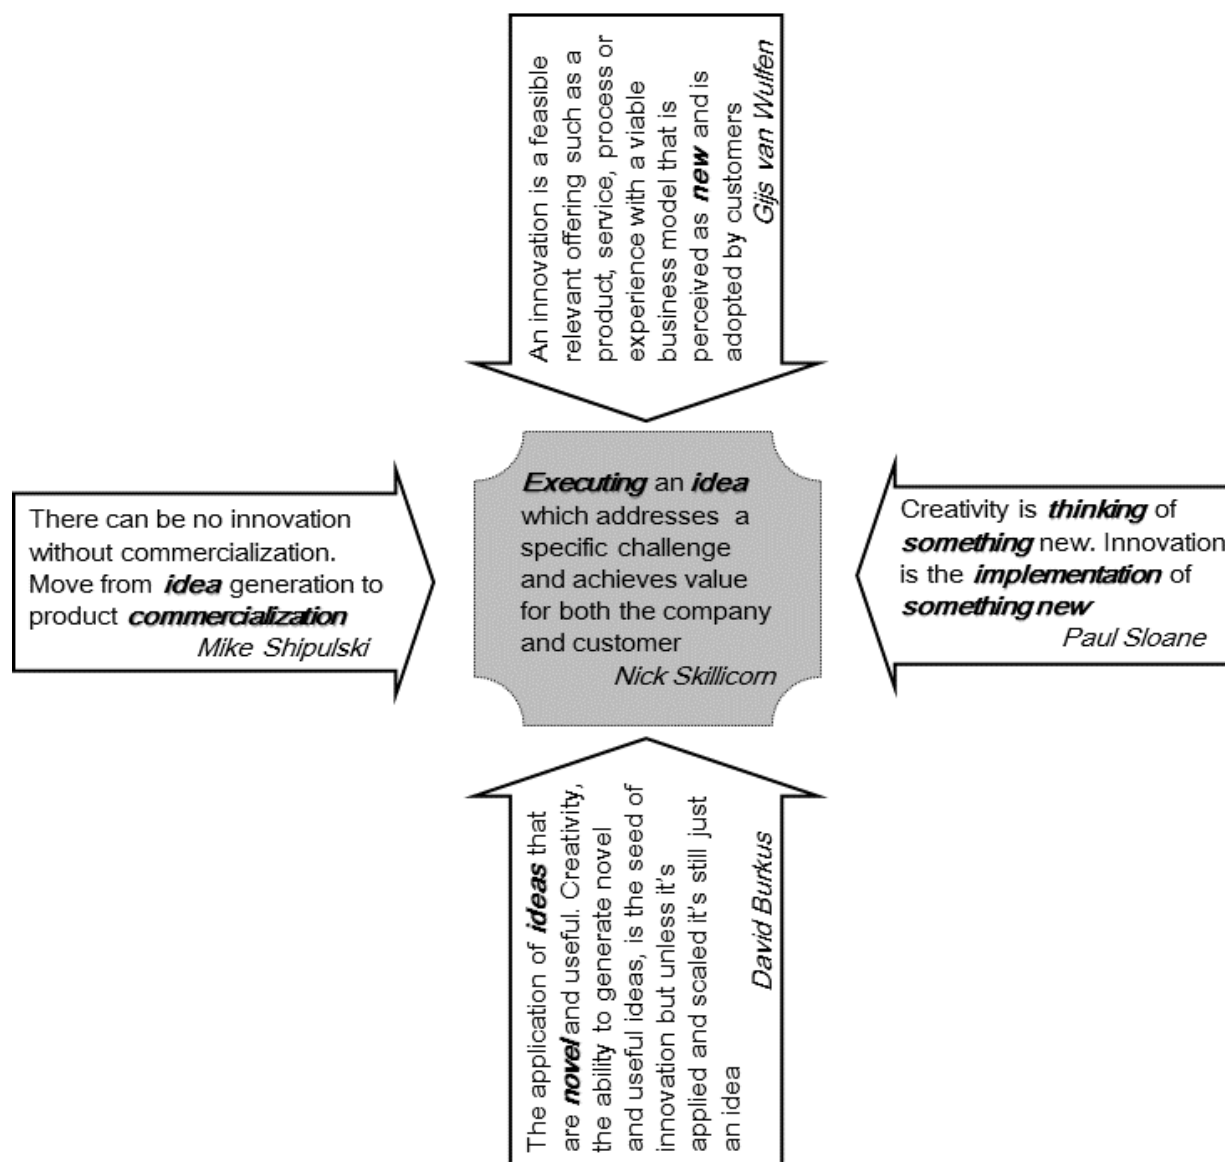 An innovation is a feasible
relevant offering such as a
product, service, process or
experience with a viable
business model that is
perceived as new and is
adopted by customers
Gijs van Wulfen
There can be no innovation
without commercialization.
Move from idea generation to
product commercialization
Mike Shipulski
Executing an idea
which addresses a
specific challenge
and achieves value
for both the company
and customer
Nick Skillicorn
Creativity is thinking of
something new. Innovation
is the implementation of
something new
Paul Sloane
The application of ideas that
are novel and useful. Creativity,
the ability to generate novel
and useful ideas, is the seed of
innovation but unless it's
applied and scaled it's still just
an idea
David Burkus